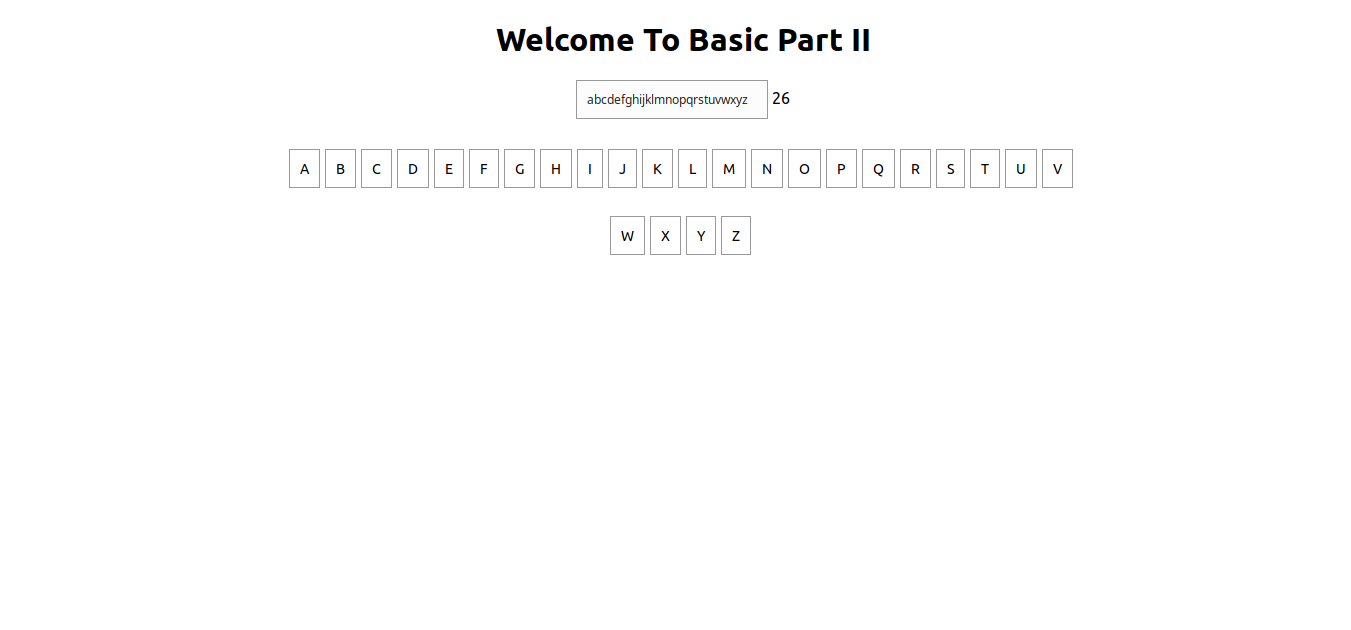 Welcome To Basic Part II
abcdefghijklmnopqrstuvwxyz 26
A B C D E F G H I J K L M N O P Q R S T U V
W X Y Z